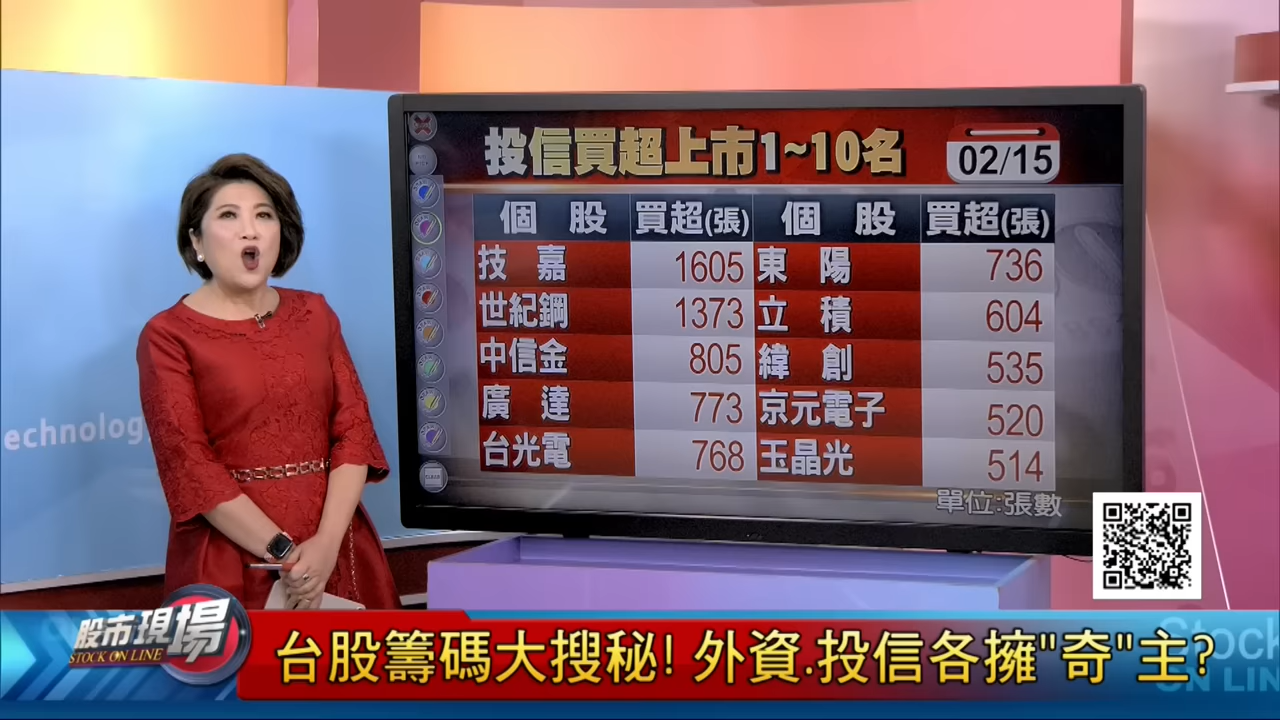 投信買超上市1~10名
02/15
個股 買超(張) 個股 買超(張)
技嘉 1605 東陽 736
世紀鋼 1373 立積 604
中信金 805 緯創 535
廣達 773 京元電子 520
台光電 768 玉晶光 514
單位:張數
echnolog
股市現場
STOCK ON LINE
台股籌碼大搜秘! 外資.投信各擁"奇"主?
Stock
ON LIN